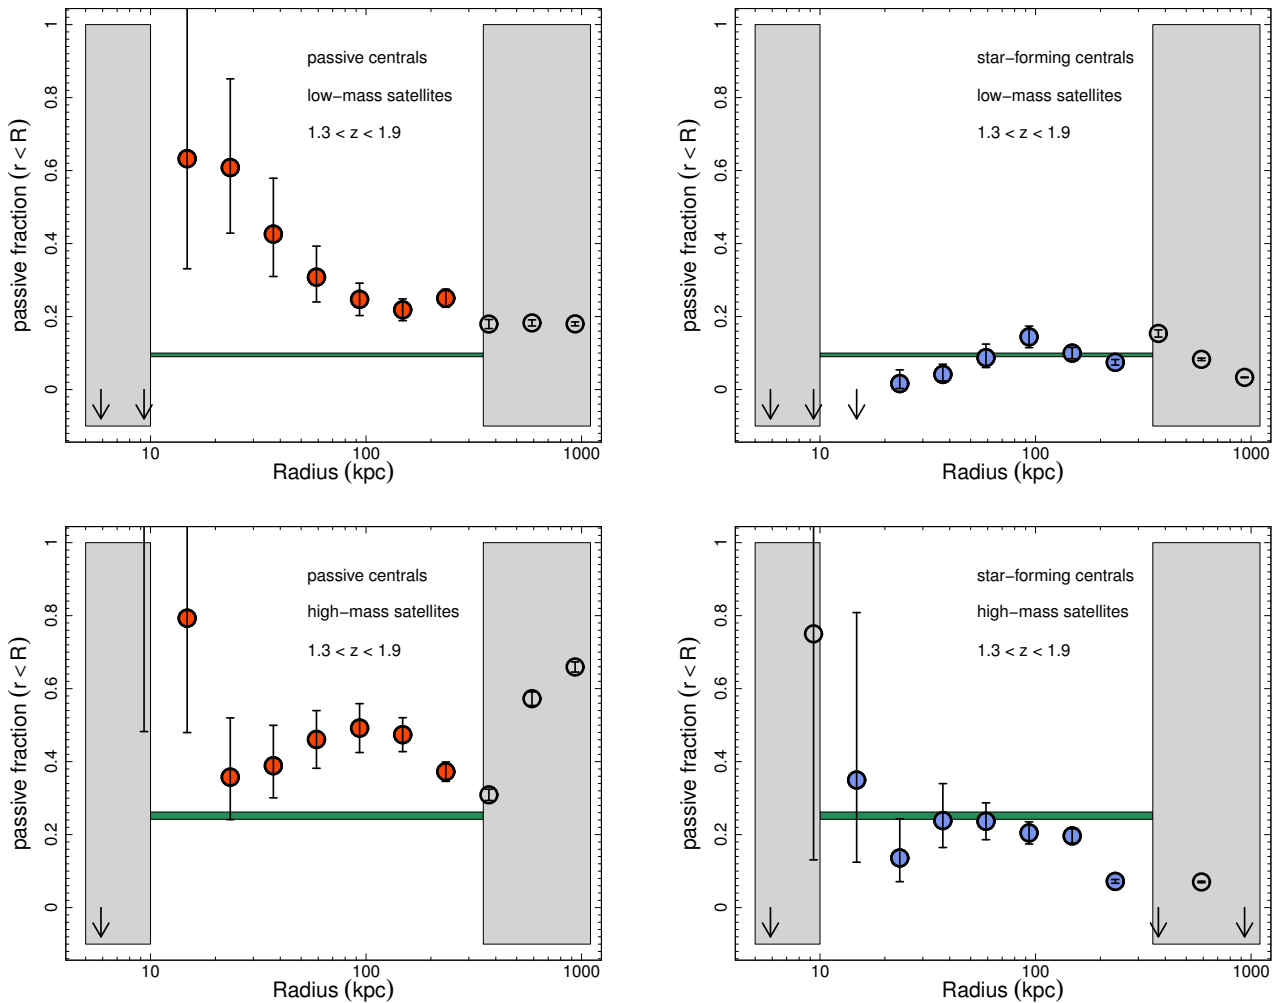 passive fraction (r < R)
1
0.8
0.6
0.4
0.2
0
passive centrals
low−mass satellites
1.3 < z < 1.9
10
100
1000
Radius (kpc)
passive fraction (r < R)
1
0.8
0.6
0.4
0.2
0
star−forming centrals
low−mass satellites
1.3 < z < 1.9
10
100
1000
Radius (kpc)
passive fraction (r < R)
1
0.8
0.6
0.4
0.2
0
passive centrals
high−mass satellites
1.3 < z < 1.9
10
100
1000
Radius (kpc)
passive fraction (r < R)
1
0.8
0.6
0.4
0.2
0
star−forming centrals
high−mass satellites
1.3 < z < 1.9
10
100
1000
Radius (kpc)